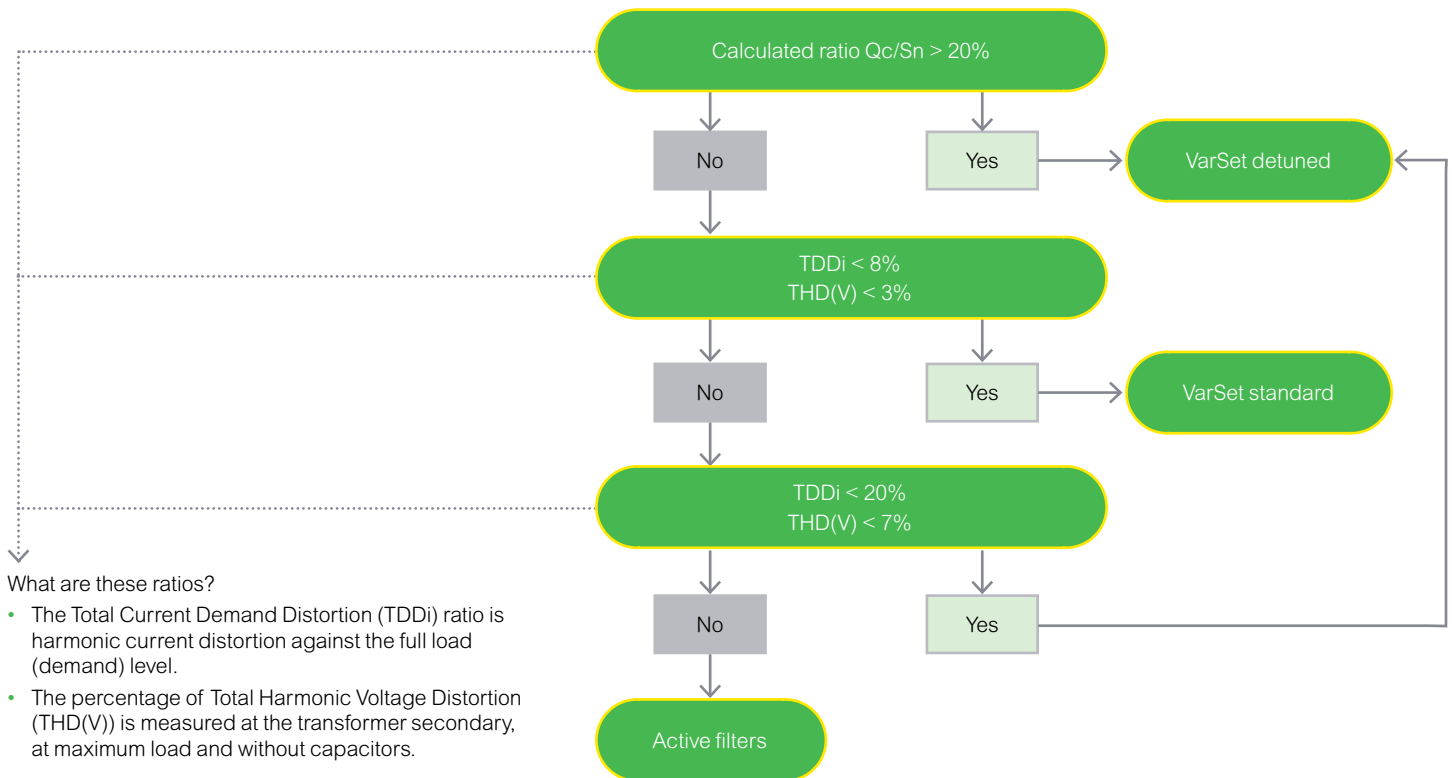 Calculated ratio Qc/Sn > 20%
No
Yes
VarSet detuned
TDDi < 8%
THD(V) < 3%
No
Yes
VarSet standard
TDDi < 20%
THD(V) < 7%
No
Yes
Active filters
What are these ratios?
• The Total Current Demand Distortion (TDDi) ratio is
harmonic current distortion against the full load
(demand) level.
• The percentage of Total Harmonic Voltage Distortion
(THD(V)) is measured at the transformer secondary,
at maximum load and without capacitors.